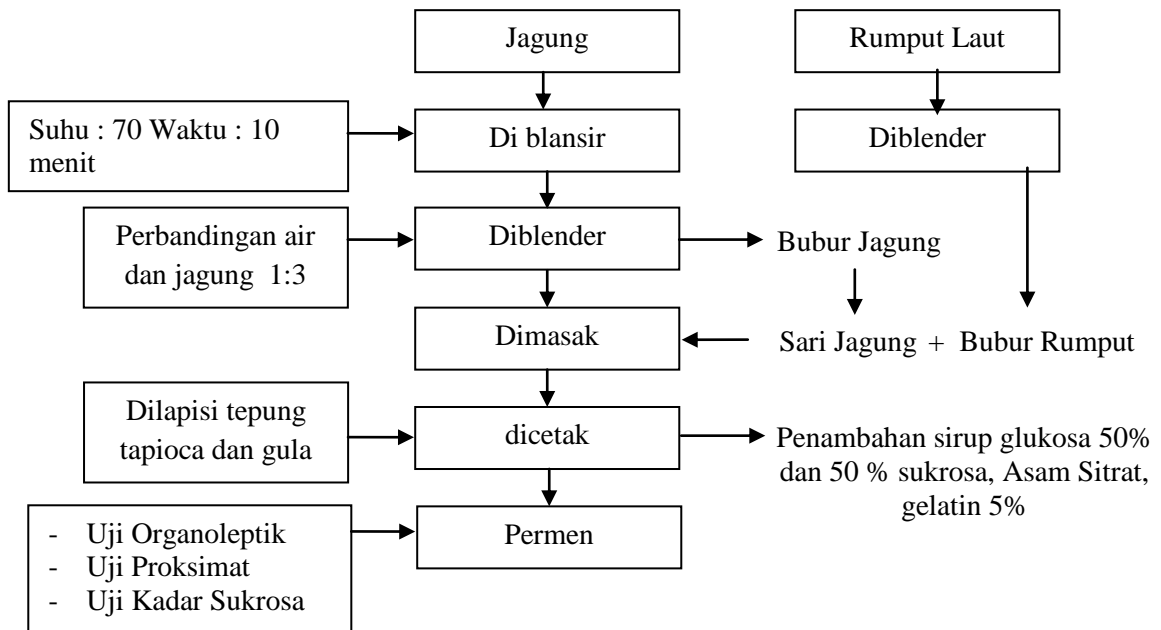 Jagung
Rumput Laut
Suhu : 70 Waktu : 10
menit
Di blansir
Diblender
Perbandingan air
dan jagung 1:3
Diblender
Bubur Jagung
Dimasak
Sari Jagung + Bubur Rumput
Dilapisi tepung
tapioca dan gula
dicetak
Penambahan sirup glukosa 50%
dan 50 % sukrosa, Asam Sitrat,
gelatin 5%
- Uji Organoleptik
- Uji Proksimat
- Uji Kadar Sukrosa
Permen